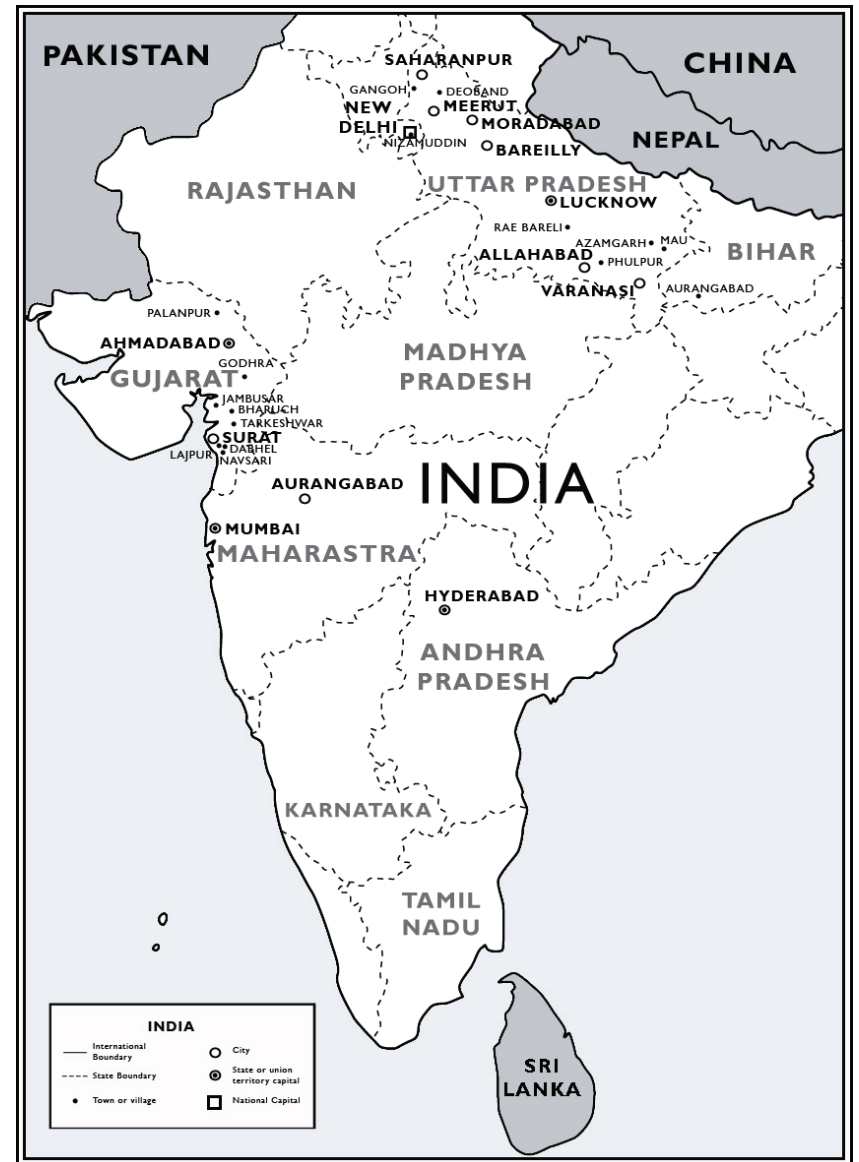 PAKISTAN
CHINA
NEPAL
SAHARANPUR
GANGOH
DEOBAND
NEW
DELHI
MEERUT
MORADABAD
NIZAMUDDIN
BAREILLY
RAJASTHAN
UTTAR PRADESH
LUCKNOW
RAE BARELI
AZAMGARH
MAU
BIHAR
ALLAHABAD
PHULPUR
VARANASI
AURANGABAD
PALANPUR
AHMADABAD
GODHRA
GUJARAT
MADHYA
PRADESH
JAMBUSAR
BHARUCH
TARKESHWAR
SURAT
DABHEL
LAJPUR
NAVSARI
AURANGABAD
INDIA
MUMBAI
MAHARASTRA
HYDERABAD
ANDHRA
PRADESH
KARNATAKA
TAMIL
NADU
SRI
LANKA
INDIA
International
Boundary
State Boundary
Town or village
City
State or union
territory capital
National Capital